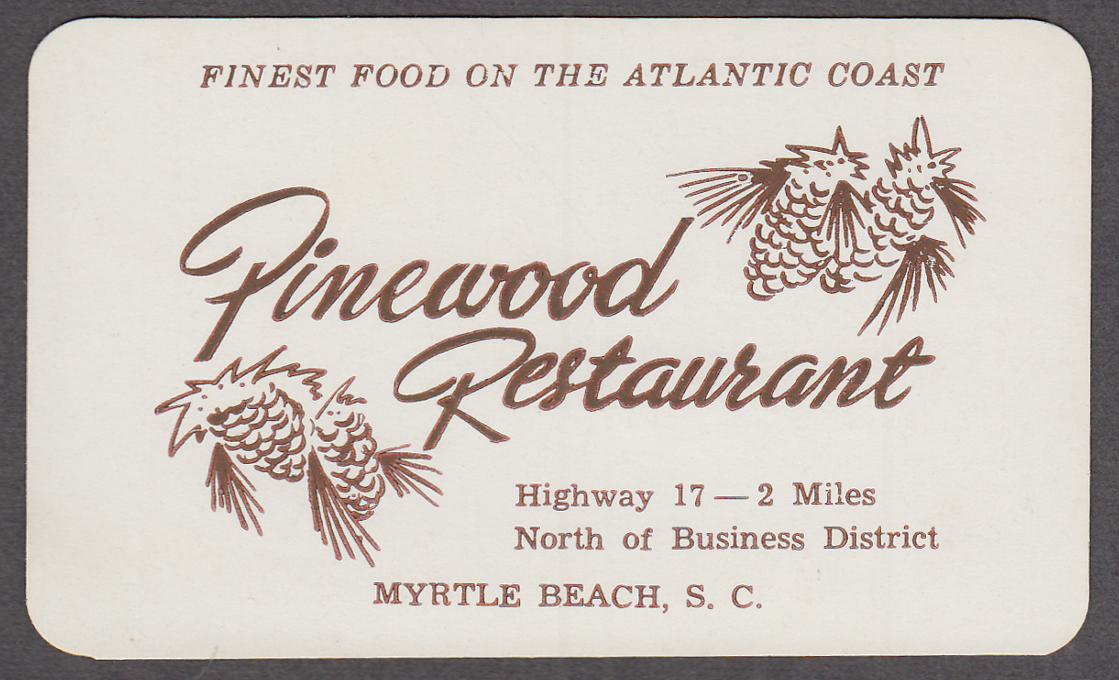 FINEST FOOD ON THE ATLANTIC COAST
Pinewood
Restaurant
Highway 17 — 2 Miles
North of Business District
MYRTLE BEACH, S. C.